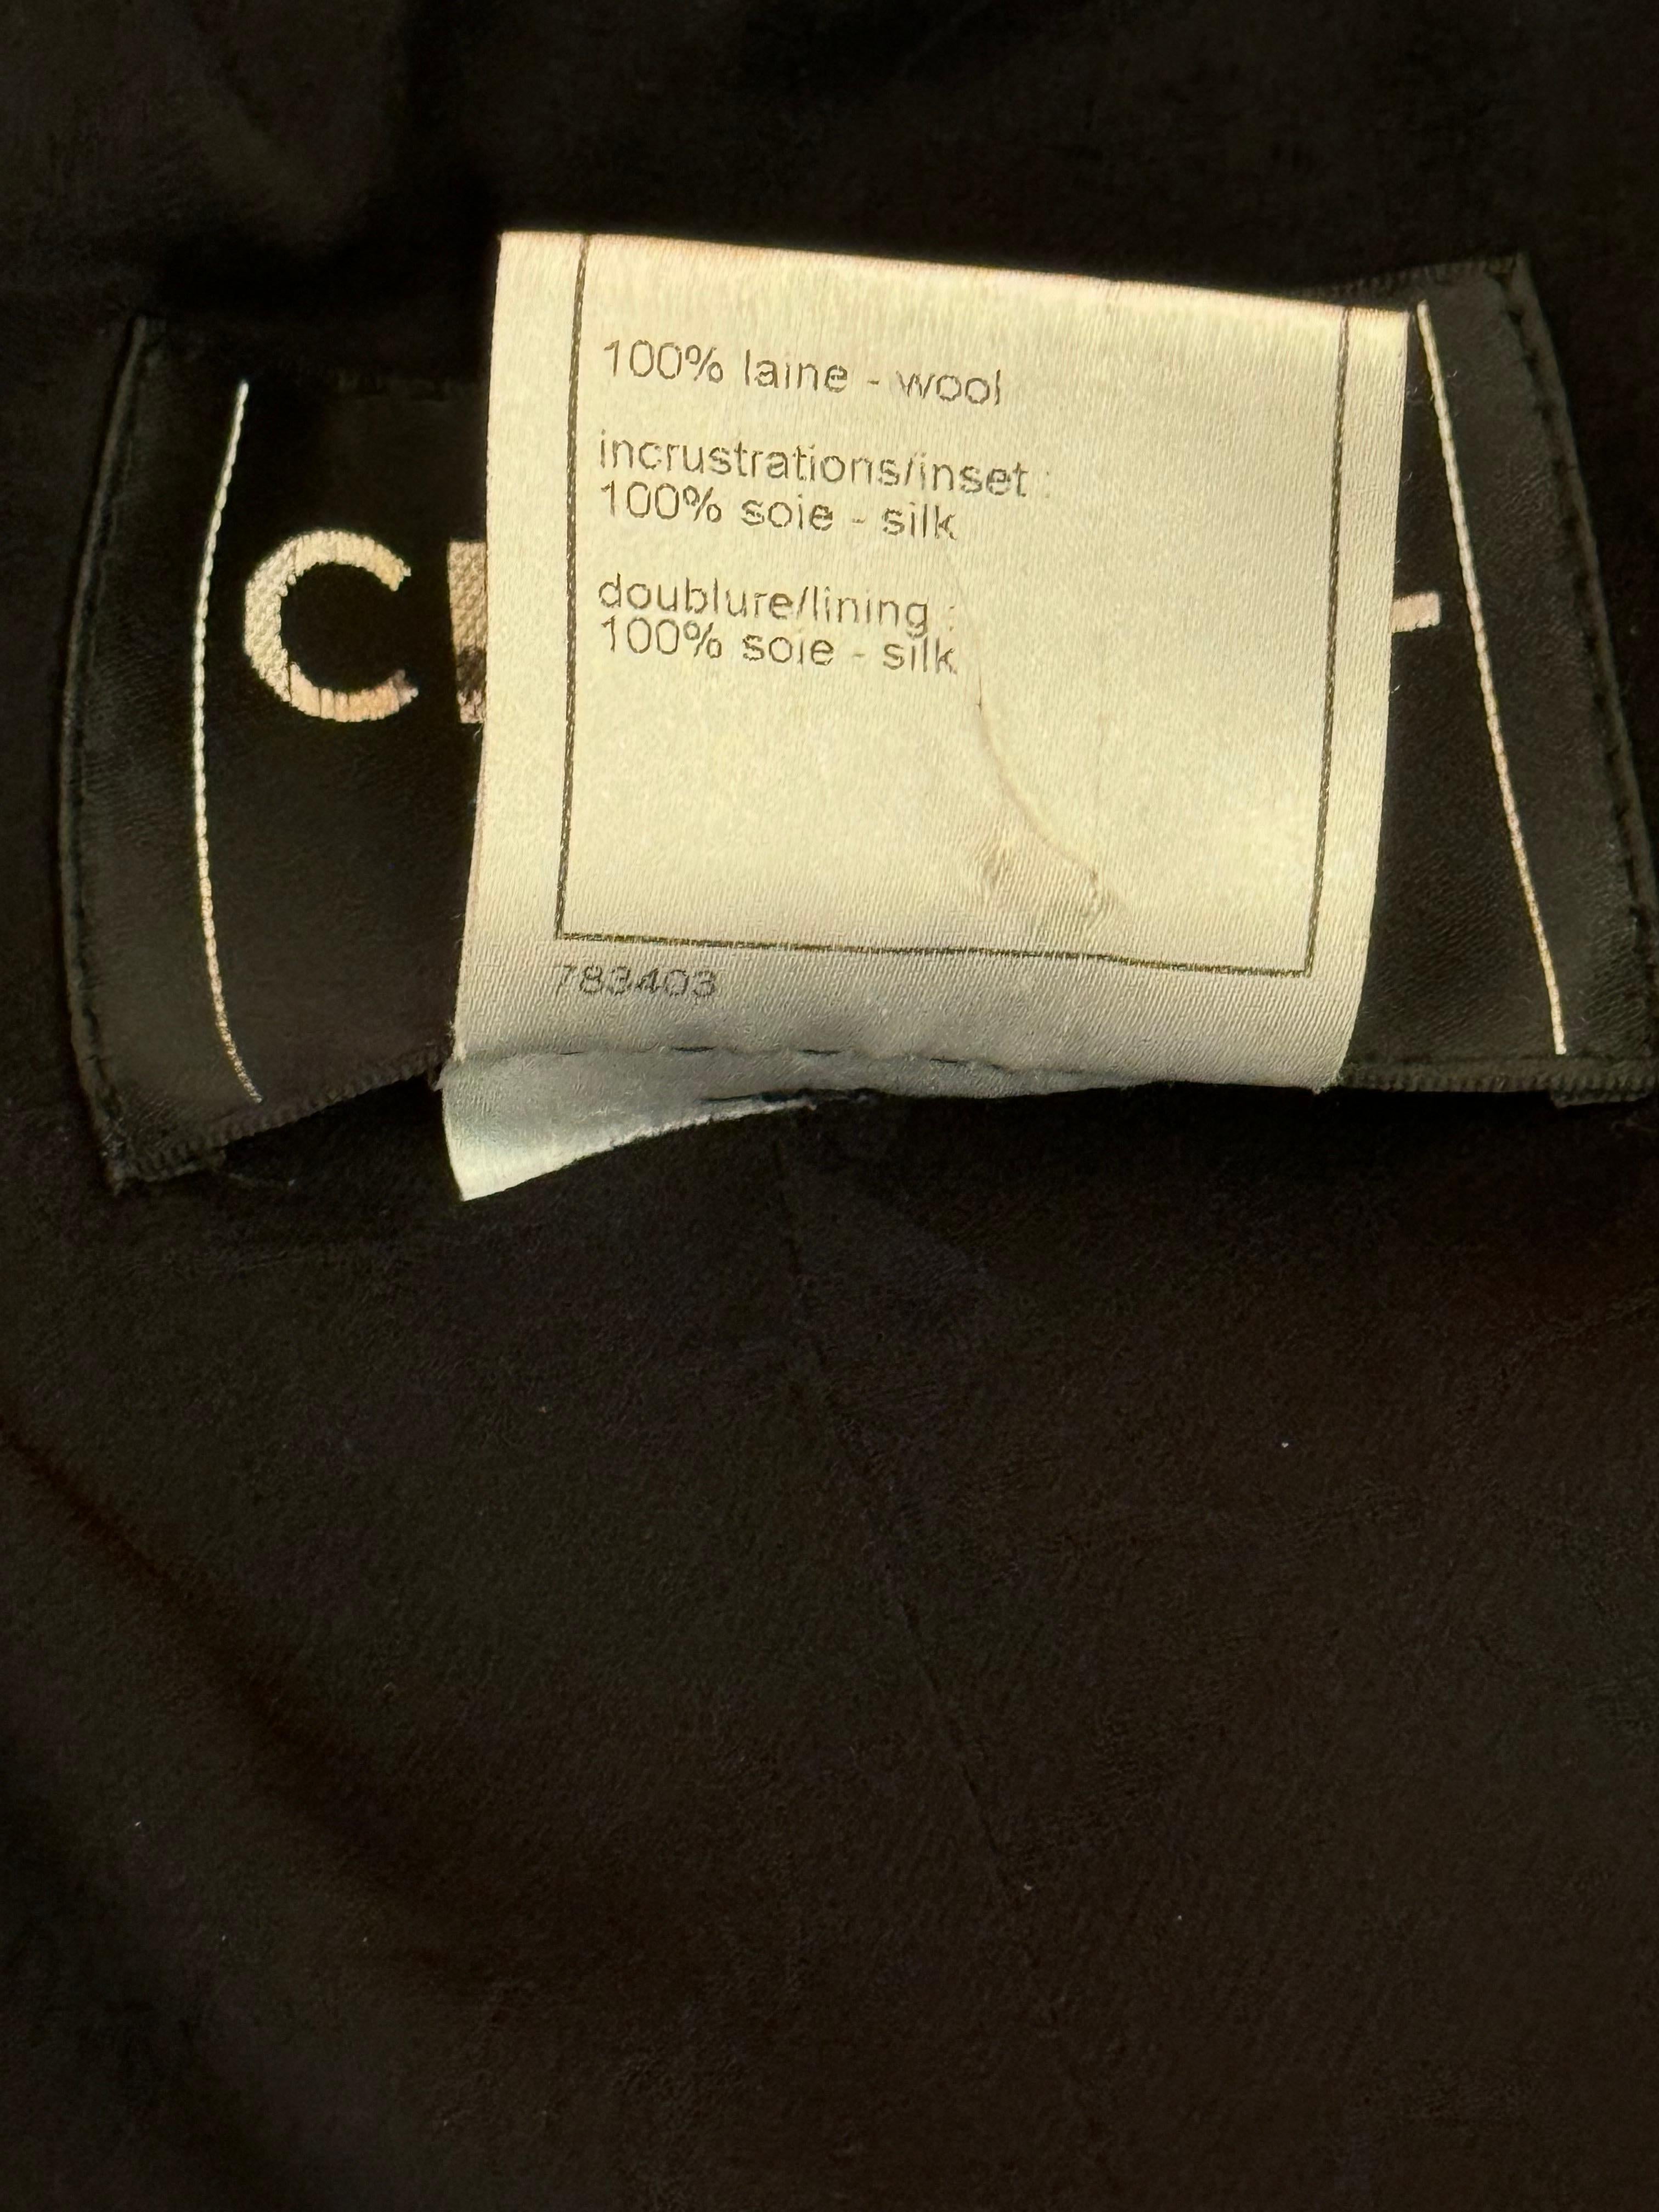 100% laine - wool
incrustrations/inset :
100% soie - silk
doublure/lining :
100% soie - silk
783403
C